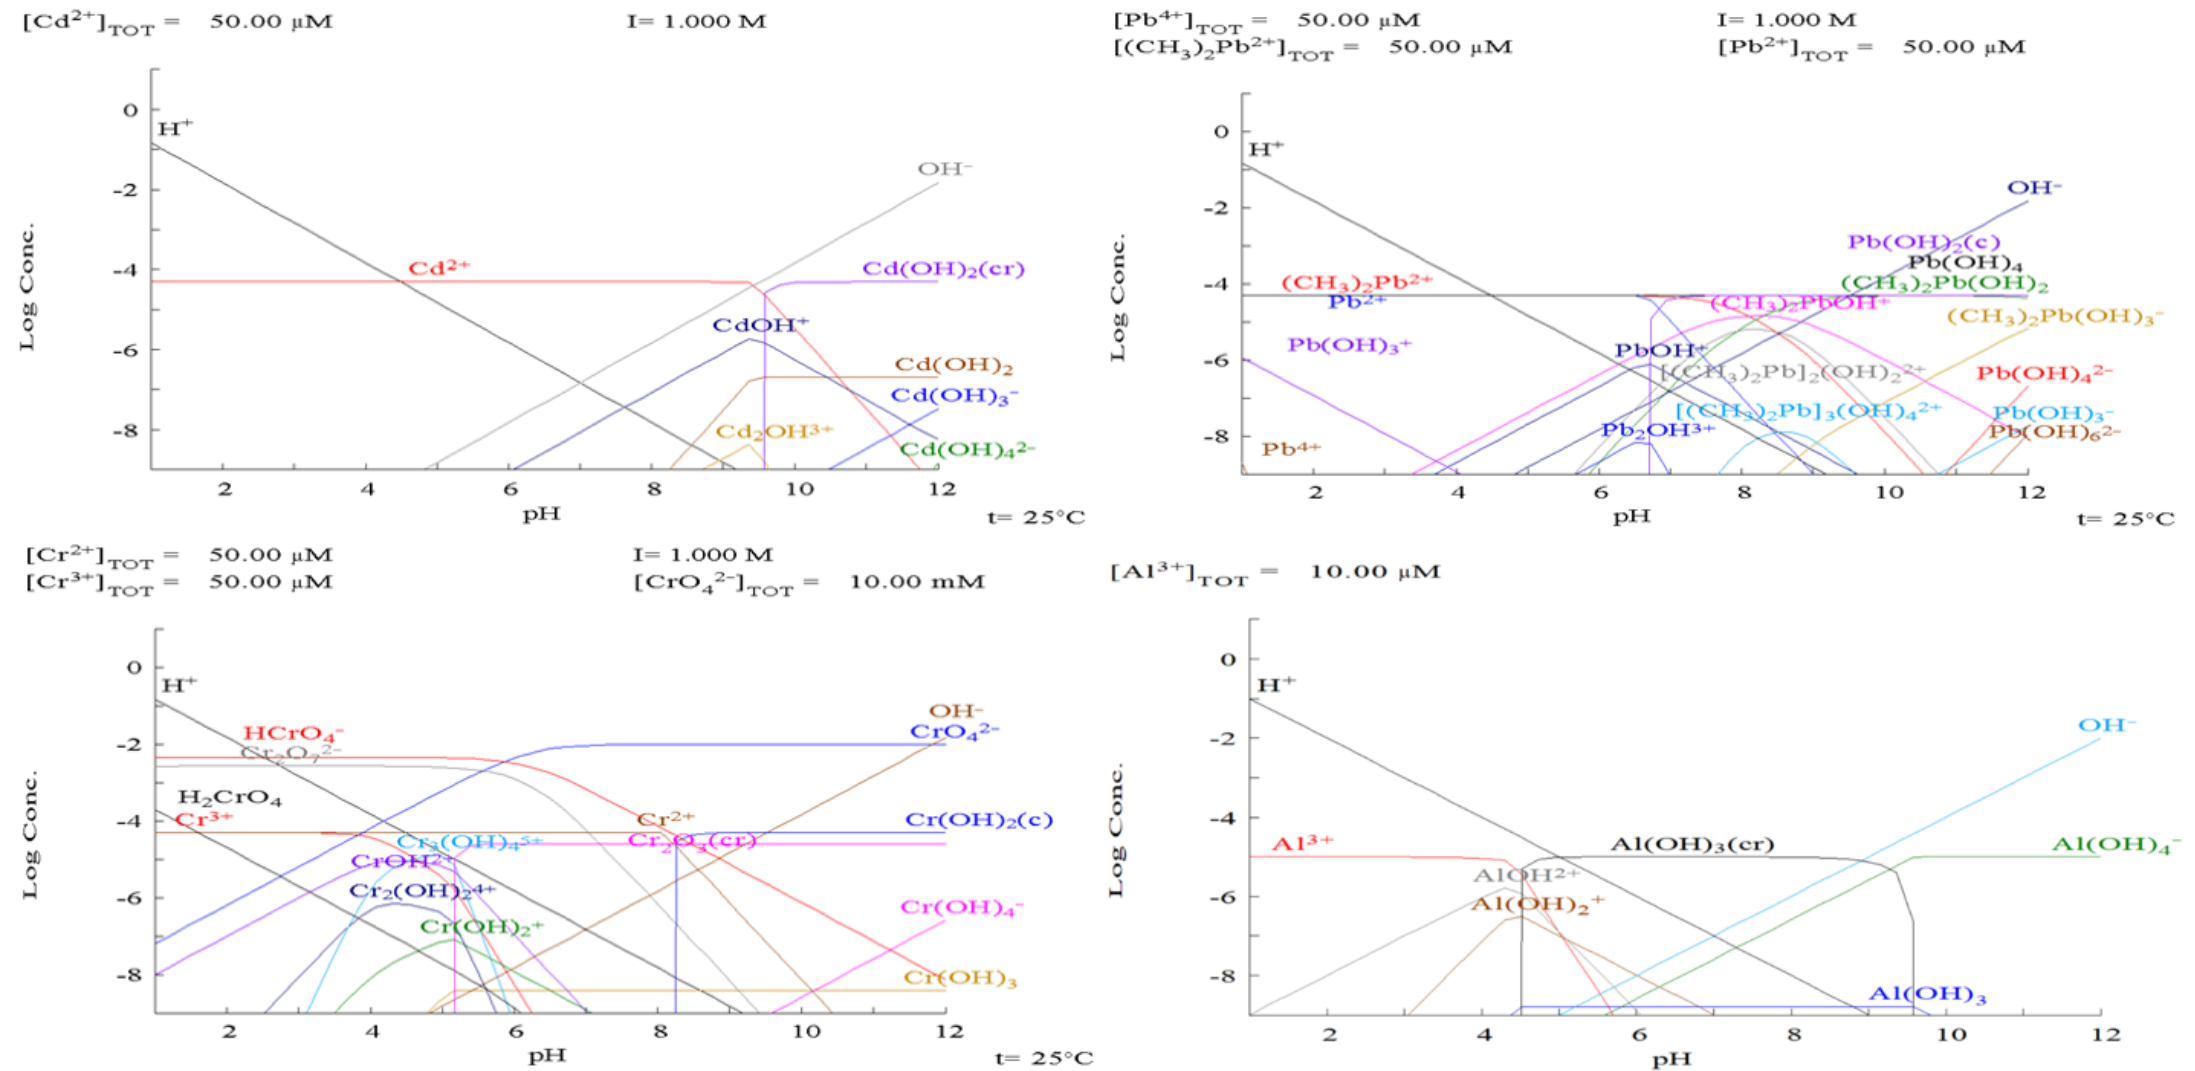 [Cd²⁺]TOT = 50.00 μM I= 1.000 M
0
H⁺
-2
OH⁻
-4
Cd²⁺
Cd(OH)₂(cr)
CdOH⁺
-6
Cd(OH)₂
Cd(OH)₃⁻
-8
Cd₂OH³⁺
Cd(OH)₄²⁻
Log Conc.
2 4 6 8 10 12
pH
t= 25°C
[Pb⁴⁺]TOT = 50.00 μM I= 1.000 M
[(CH₃)₂Pb²⁺]TOT = 50.00 μM [Pb²⁺]TOT = 50.00 μM
0
H⁺
-2
OH⁻
Pb(OH)₂(c)
Pb(OH)₄
-4
(CH₃)₂Pb²⁺
(CH₃)₂Pb(OH)₂
Pb²⁺
(CH₃)₂PbOH⁺
(CH₃)₂Pb(OH)₃⁻
Pb(OH)₃⁺
PbOH⁺
-6
[(CH₃)₂Pb]₂(OH)₂²⁺
Pb(OH)₄²⁻
[(CH₃)₂Pb]₃(OH)₄²⁺
Pb(OH)₃⁻
Pb₂OH³⁺
Pb(OH)₆²⁻
-8
Pb⁴⁺
Log Conc.
2 4 6 8 10 12
pH
t= 25°C
[Cr²⁺]TOT = 50.00 μM I= 1.000 M
[Cr³⁺]TOT = 50.00 μM [CrO₄²⁻]TOT = 10.00 mM
0
H⁺
OH⁻
-2
HCrO₄⁻
CrO₄²⁻
Cr₂O₇²⁻
H₂CrO₄
-4
Cr³⁺
Cr²⁺
Cr(OH)₂(c)
Cr₃(OH)₄⁵⁺
Cr₂O₃(cr)
CrOH²⁺
-6
Cr₂(OH)₂⁴⁺
Cr(OH)₄⁻
Cr(OH)₂⁺
-8
Cr(OH)₃
Log Conc.
2 4 6 8 10 12
pH
t= 25°C
[Al³⁺]TOT = 10.00 μM
0
H⁺
-2
OH⁻
-4
Al³⁺
Al(OH)₃(cr)
Al(OH)₄⁻
AlOH²⁺
-6
Al(OH)₂⁺
-8
Al(OH)₃
Log Conc.
2 4 6 8 10 12
pH